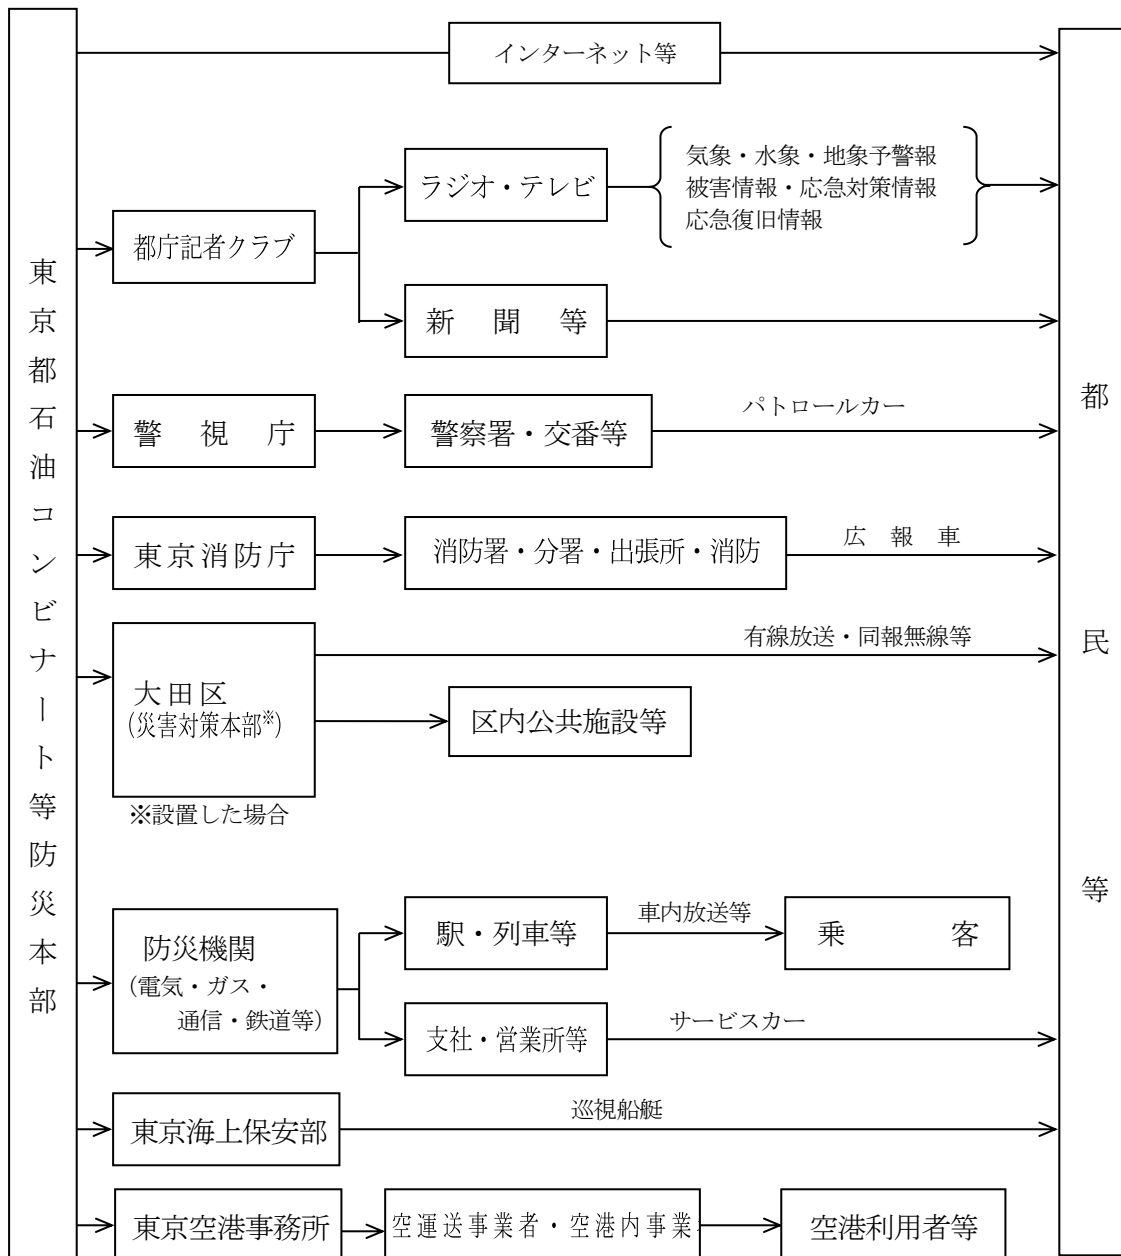 東京都石油コンビナート等防災本部
インターネット等
都庁記者クラブ
ラジオ・テレビ
気象・水象・地象予警報
被害情報・応急対策情報
応急復旧情報
新聞等
警視庁
警察署・交番等
パトロールカー
東京消防庁
消防署・分署・出張所・消防
広報車
大田区
(災害対策本部※)
※設置した場合
有線放送・同報無線等
区内公共施設等
防災機関
(電気・ガス・
通信・鉄道等)
駅・列車等
車内放送等
乗客
支社・営業所等
サービスカー
東京海上保安部
巡視船艇
東京空港事務所
空運送事業者・空港内事業
空港利用者等
都民等